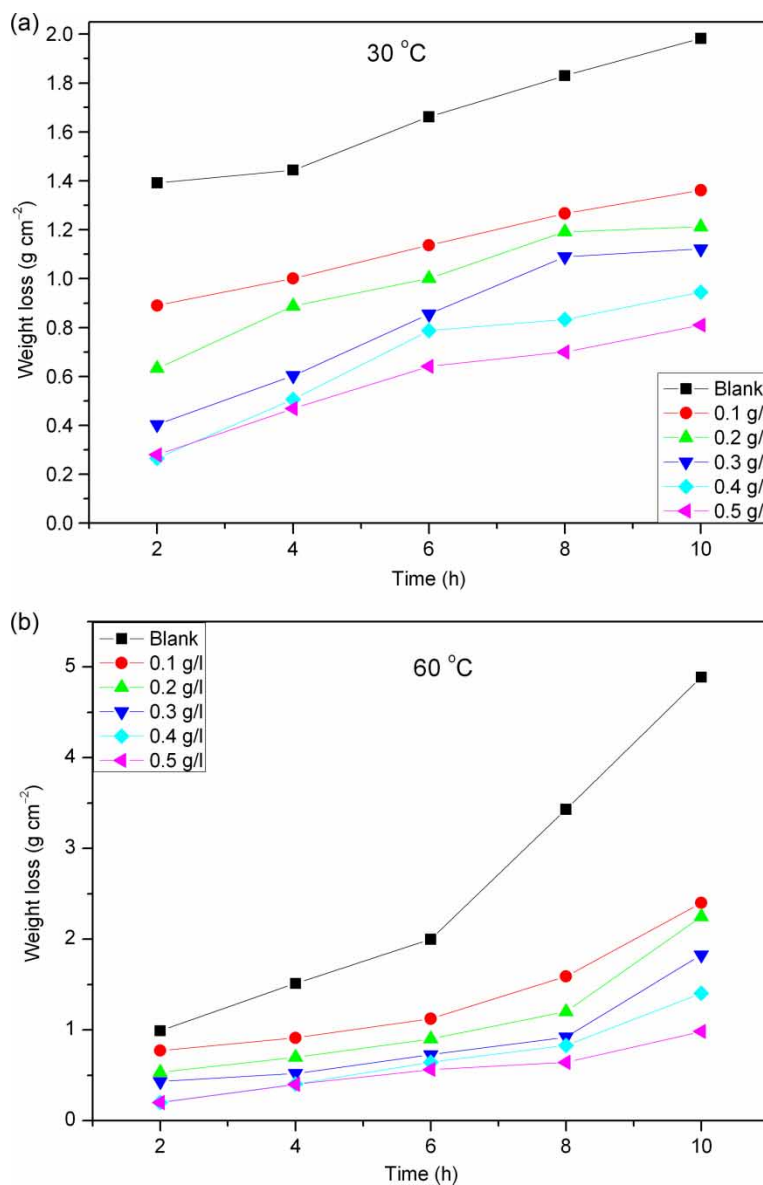 (a)
30 °C
2.0
1.8
1.6
1.4
1.2
1.0
0.8
0.6
0.4
0.2
0.0
Weight loss (g cm⁻²)
Blank
0.1 g/
0.2 g/
0.3 g/
0.4 g/
0.5 g/
2 4 6 8 10
Time (h)
(b)
60 °C
Blank
0.1 g/l
0.2 g/l
0.3 g/l
0.4 g/l
0.5 g/l
5
4
3
2
1
0
Weight loss (g cm⁻²)
2 4 6 8 10
Time (h)